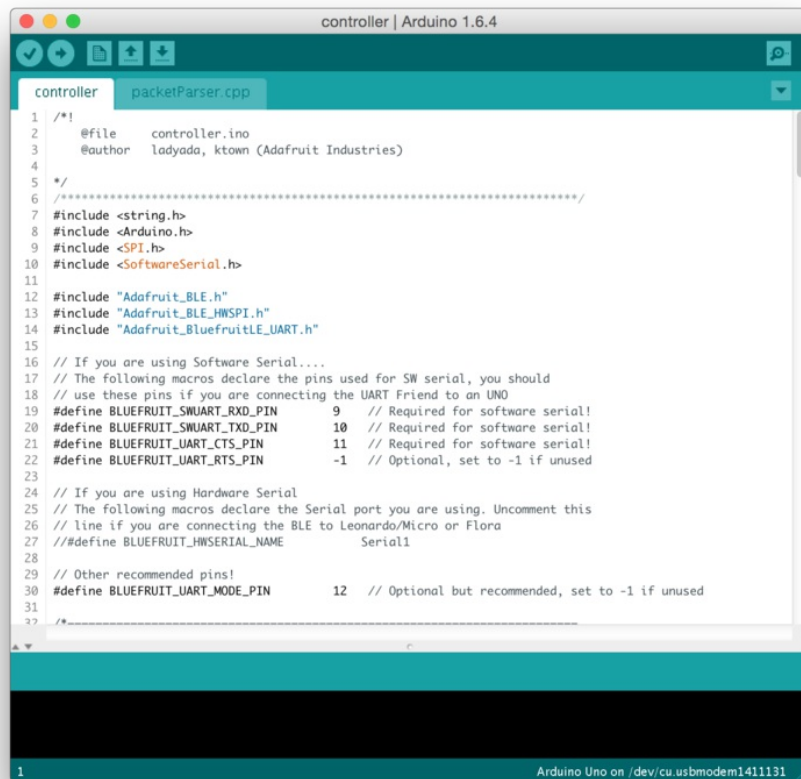 controller | Arduino 1.6.4
controller packetParser.cpp
1 /*!
2 @file controller.ino
3 @author ladyada, ktown (Adafruit Industries)
4
5 */
6 /**************************************************************************/
7 #include <string.h>
8 #include <Arduino.h>
9 #include <SPI.h>
10 #include <SoftwareSerial.h>
11
12 #include "Adafruit_BLE.h"
13 #include "Adafruit_BLE_HWSPI.h"
14 #include "Adafruit_BluefruitLE_UART.h"
15
16 // If you are using Software Serial....
17 // The following macros declare the pins used for SW serial, you should
18 // use these pins if you are connecting the UART Friend to an UNO
19 #define BLUEFRUIT_SWUART_RXD_PIN 9 // Required for software serial!
20 #define BLUEFRUIT_SWUART_TXD_PIN 10 // Required for software serial!
21 #define BLUEFRUIT_UART_CTS_PIN 11 // Required for software serial!
22 #define BLUEFRUIT_UART_RTS_PIN -1 // Optional, set to -1 if unused
23
24 // If you are using Hardware Serial
25 // The following macros declare the Serial port you are using. Uncomment this
26 // line if you are connecting the BLE to Leonardo/Micro or Flora
27 //#define BLUEFRUIT_HWSERIAL_NAME Serial1
28
29 // Other recommended pins!
30 #define BLUEFRUIT_UART_MODE_PIN 12 // Optional but recommended, set to -1 if unused
31
32 /*=========================================================================
1 Arduino Uno on /dev/cu.usbmodem1411131